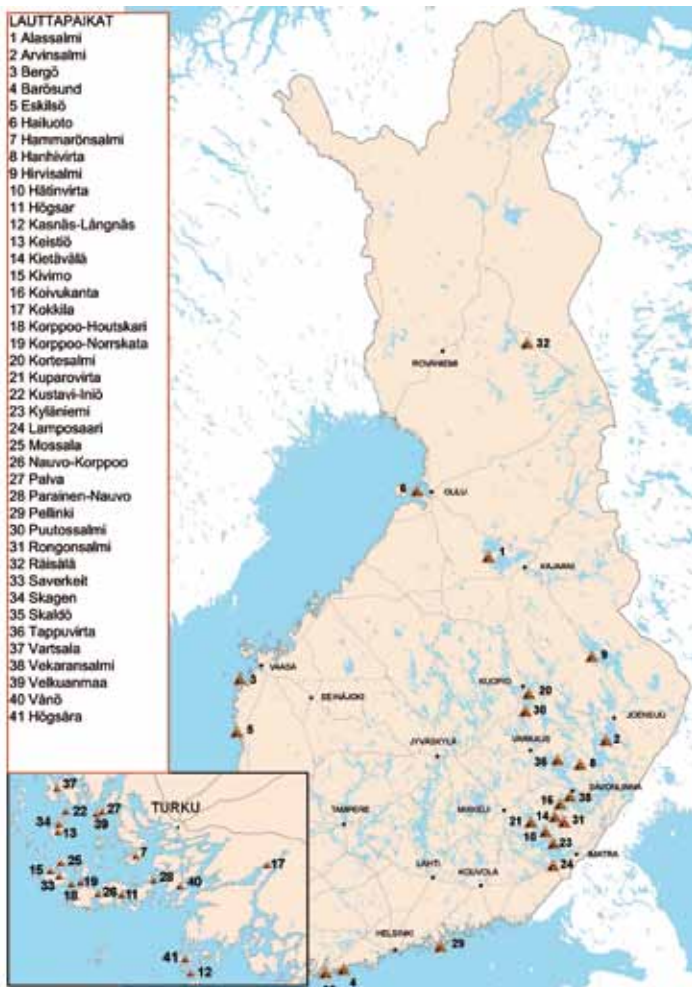 LAUTTAPAIKAT
1 Alassalmi
2 Arvinsalmi
3 Bergö
4 Barösund
5 Eskilsö
6 Hailuoto
7 Hammarönsalmi
8 Hanhivirta
9 Hirvisalmi
10 Hätinvirta
11 Högsar
12 Kasnäs-Långnäs
13 Keistiö
14 Kietävälä
15 Kivimo
16 Koivukanta
17 Kokkila
18 Korppoo-Houtskari
19 Korppoo-Norrskata
20 Kortesalmi
21 Kuparovirta
22 Kustavi-Iniö
23 Kyläniemi
24 Lamposaari
25 Mossala
26 Nauvo-Korppoo
27 Palva
28 Parainen-Nauvo
29 Pellinki
30 Puutossalmi
31 Rongonsalmi
32 Räisälä
33 Saverkeit
34 Skagen
35 Skaldö
36 Tappuvirta
37 Vartsala
38 Vekaransalmi
39 Velkuanmaa
40 Vånö
41 Högsåra
32
ROVANIEMI
6
OULU
1
KAJAANI
9
VAASA
3
KUOPIO
20
SEINÄJOKI
30
JOENSUU
5
2
VARKAUS
JYVÄSKYLÄ
36
8
SAVONLINNA
38
16
MIKKELI
14
31
21
TAMPERE
10
23
IMATRA
24
LAHTI
KOUVOLA
HELSINKI
29
4
37
TURKU
22
27
34
39
13
7
25
17
15
33
19
28
40
18
26
11
41
12